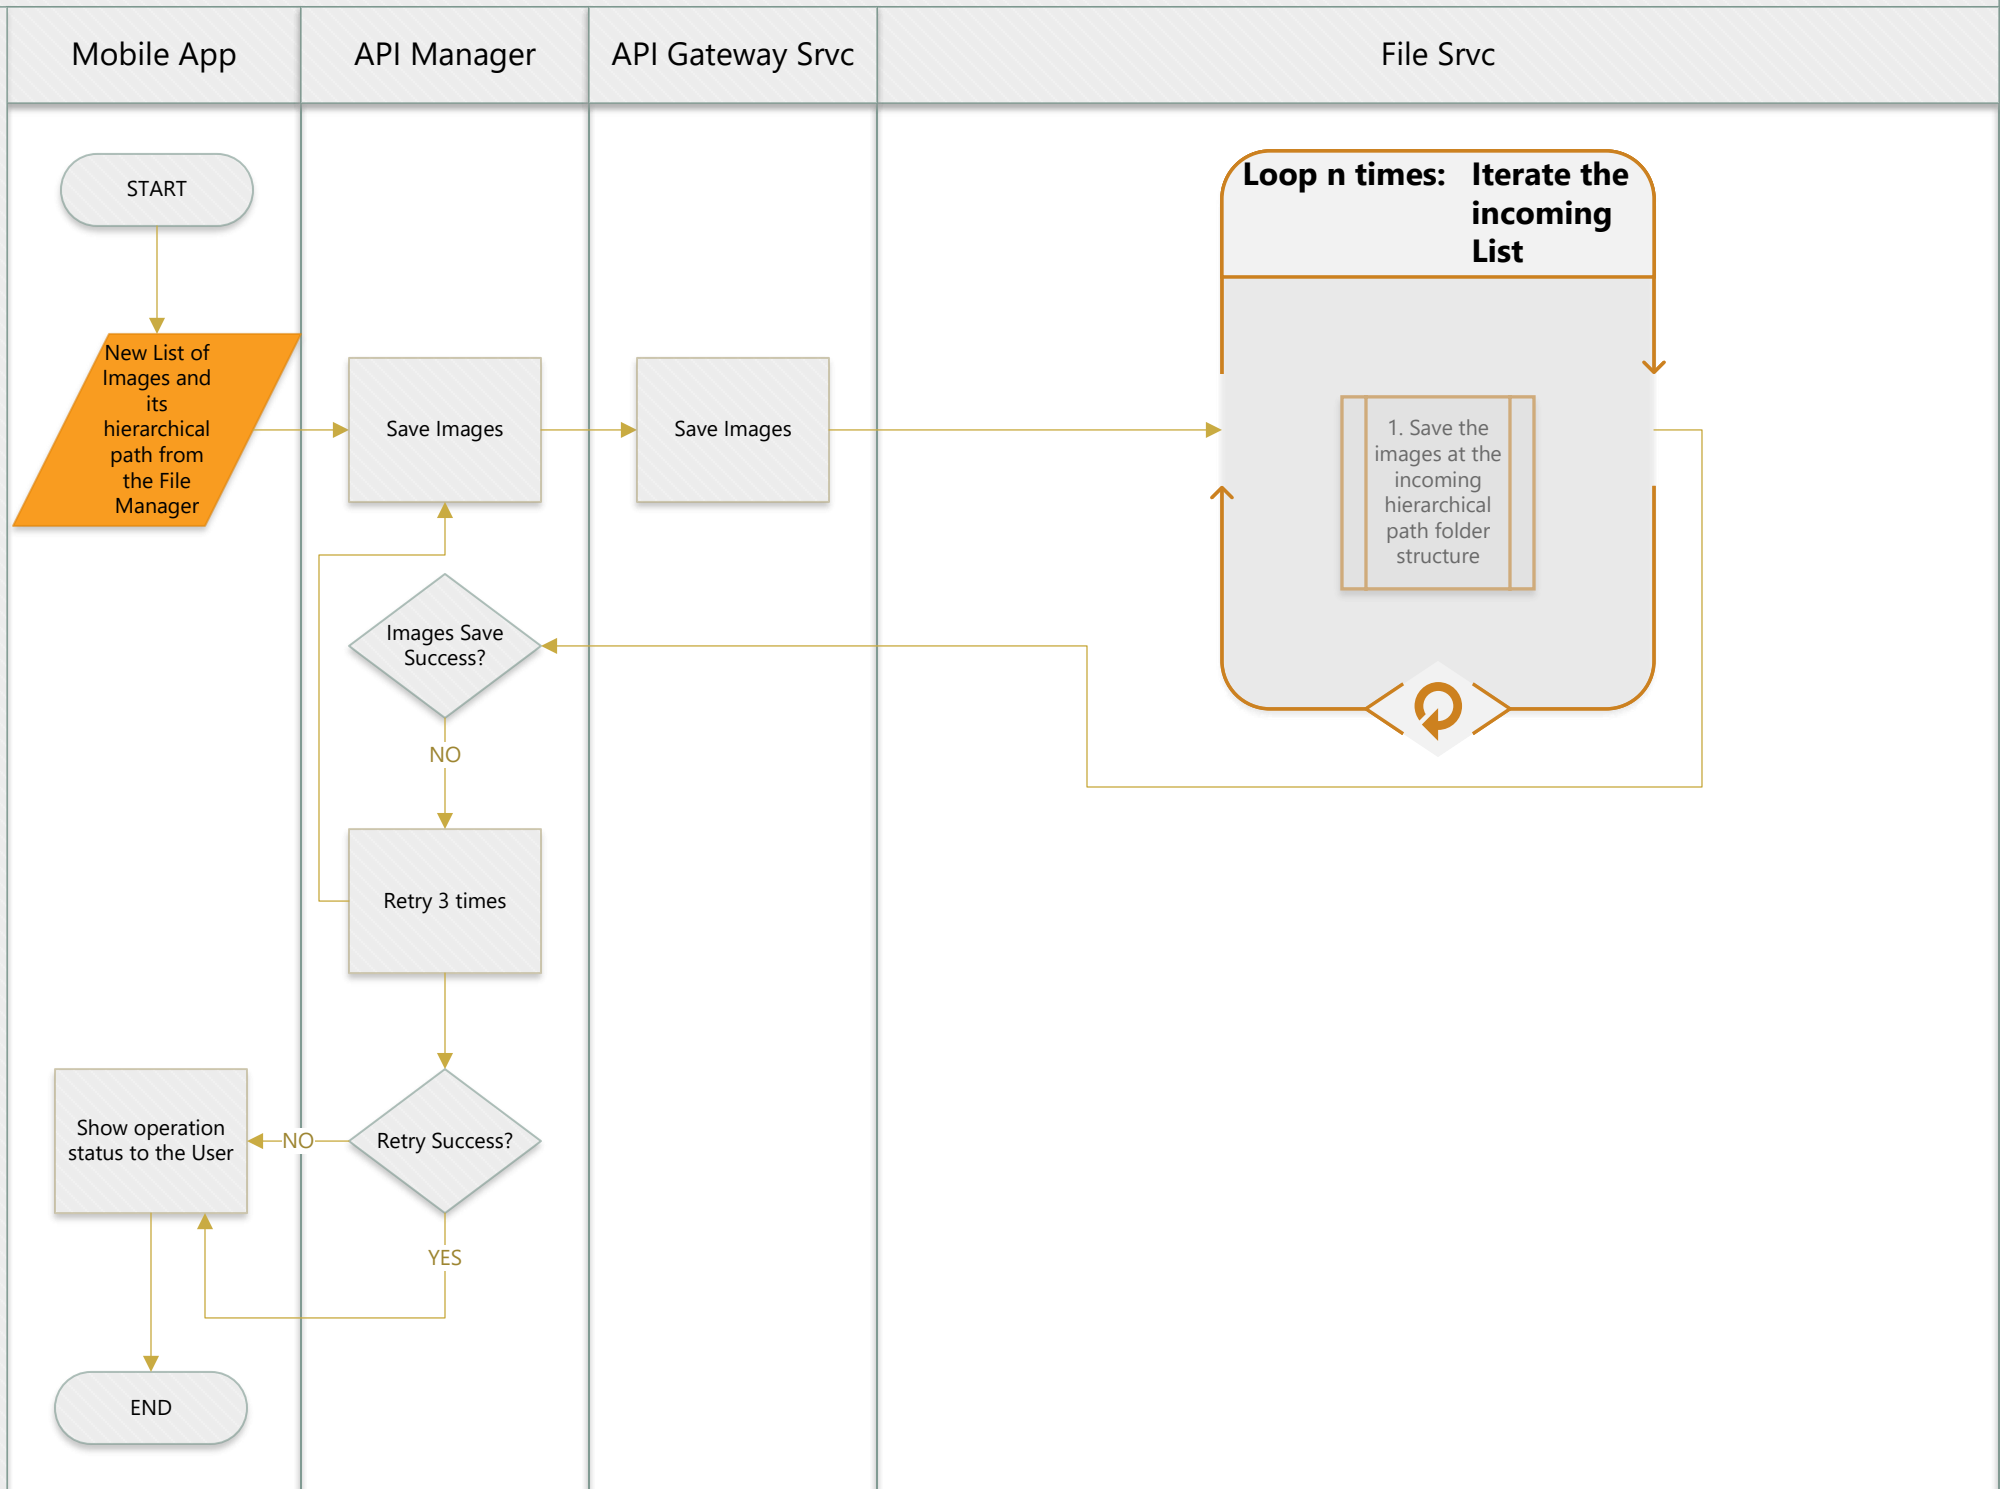 Mobile App
API Manager
API Gateway Srvc
File Srvc
START
Loop n times:
Iterate the
incoming
List
New List of
Images and
its
hierarchical
path from
the File
Manager
Save Images
Save Images
1. Save the
images at the
incoming
hierarchical
path folder
structure
Images Save
Success?
NO
Retry 3 times
Show operation
status to the User
NO
Retry Success?
YES
END